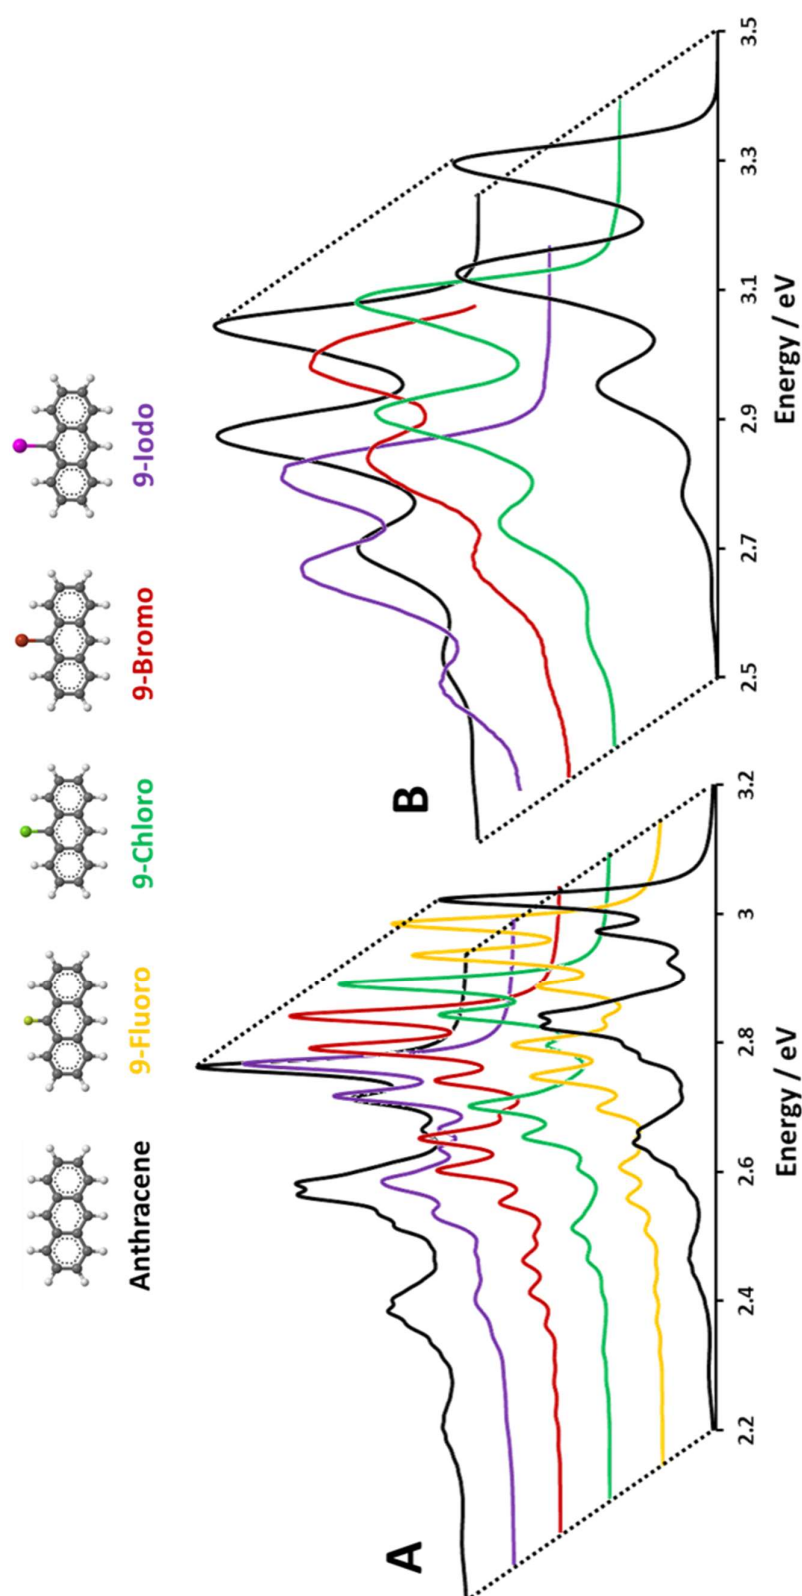 Anthracene
9-Fluoro
9-Chloro
9-Bromo
9-Iodo
A
2.2
2.4
2.6
2.8
3
3.2
Energy / eV
B
2.5
2.7
2.9
3.1
3.3
3.5
Energy / eV